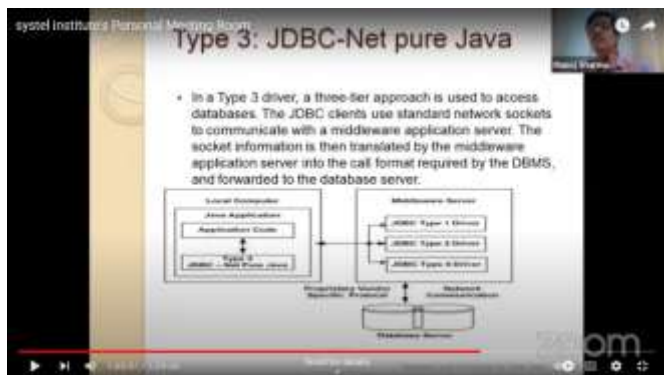 systel institute's Personal Meeting Room
Type 3: JDBC-Net pure Java
In a Type 3 driver, a three-tier approach is used to access
databases. The JDBC clients use standard network sockets
to communicate with a middleware application server. The
socket information is then translated by the middleware
application server into the call format required by the DBMS,
and forwarded to the database server.
Local Computer
Java Application
Application Code
Type 3
JDBC - Net Pure Java
Middleware Server
JDBC Type 1 Driver
JDBC Type 2 Driver
JDBC Type 4 Driver
Proprietary Vendor
Specific Protocol
Network
Communication
Database Server
zoom